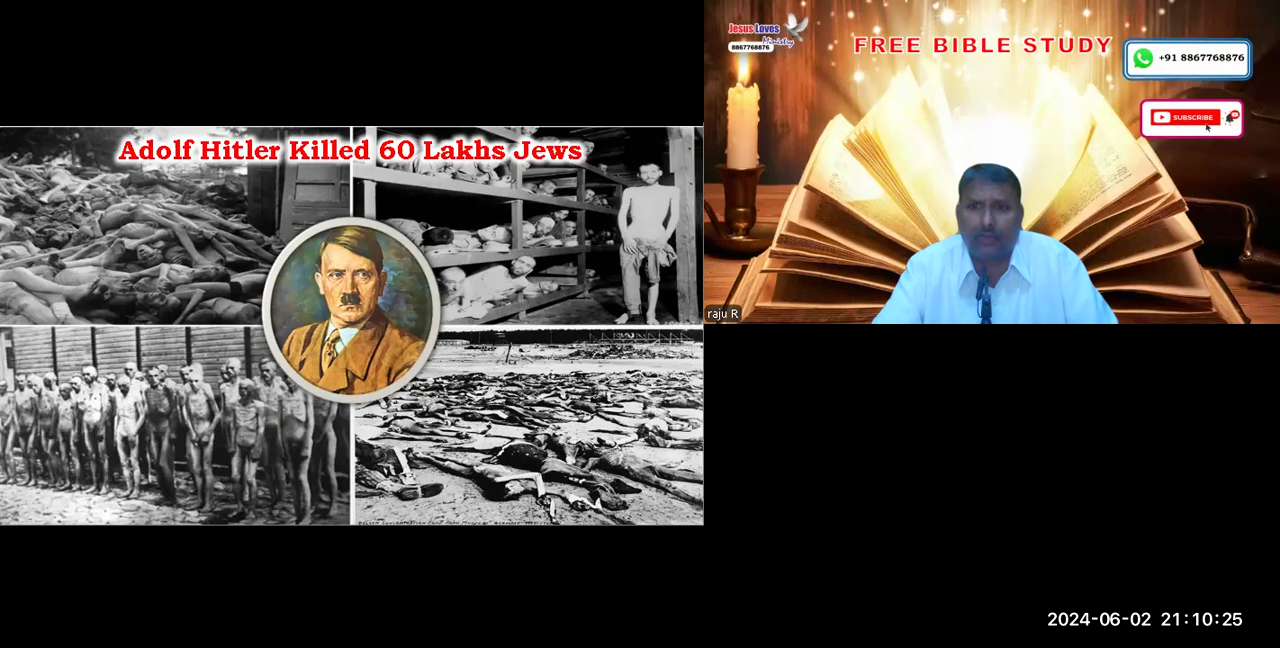 Adolf Hitler Killed 60 Lakhs Jews
Jesus Loves
Ministry
8867768876
FREE BIBLE STUDY
+91 8867768876
SUBSCRIBE
raju R
2024-06-02 21:10:25